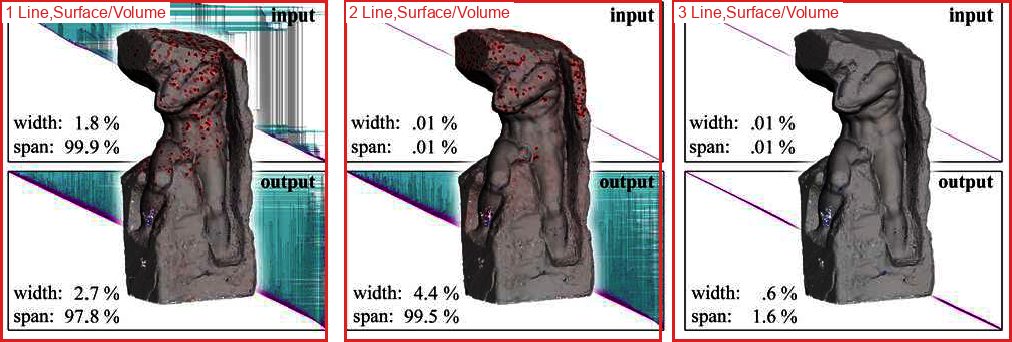 1 Line,Surface/Volume
input
width: 1.8 %
span: 99.9 %
output
width: 2.7 %
span: 97.8 %
2 Line,Surface/Volume
input
width: .01 %
span: .01 %
output
width: 4.4 %
span: 99.5 %
3 Line,Surface/Volume
input
width: .01 %
span: .01 %
output
width: .6 %
span: 1.6 %